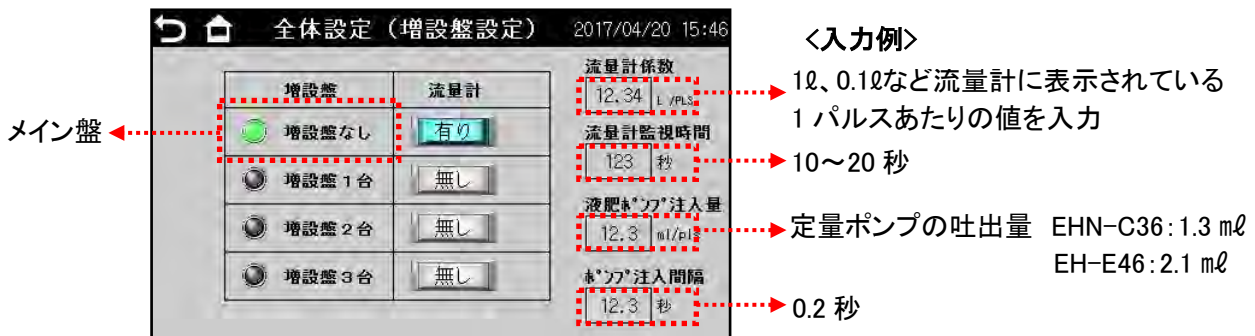 全体設定（増設盤設定） 2017/04/20 15:46
増設盤 流量計
増設盤なし 有り
増設盤１台 無し
増設盤２台 無し
増設盤３台 無し
流量計係数
12.34 L /PLS
流量計監視時間
123 秒
液肥ﾎﾟﾝﾌﾟ注入量
12.3 ml/pls
ﾎﾟﾝﾌﾟ注入間隔
12.3 秒
メイン盤
<入力例>
1ℓ、0.1ℓなど流量計に表示されている
1 パルスあたりの値を入力
10～20 秒
定量ポンプの吐出量 EHN-C36：1.3 mℓ
EH-E46：2.1 mℓ
0.2 秒